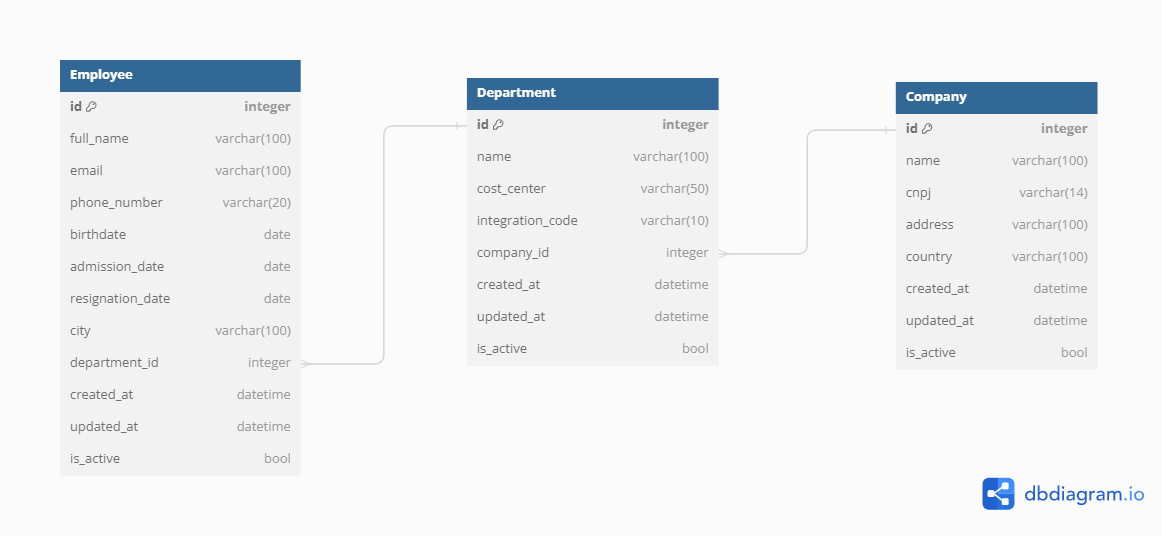 Employee
id integer
full_name varchar(100)
email varchar(100)
phone_number varchar(20)
birthdate date
admission_date date
resignation_date date
city varchar(100)
department_id integer
created_at datetime
updated_at datetime
is_active bool
Department
id integer
name varchar(100)
cost_center varchar(50)
integration_code varchar(10)
company_id integer
created_at datetime
updated_at datetime
is_active bool
Company
id integer
name varchar(100)
cnpj varchar(14)
address varchar(100)
country varchar(100)
created_at datetime
updated_at datetime
is_active bool
dbdiagram.io